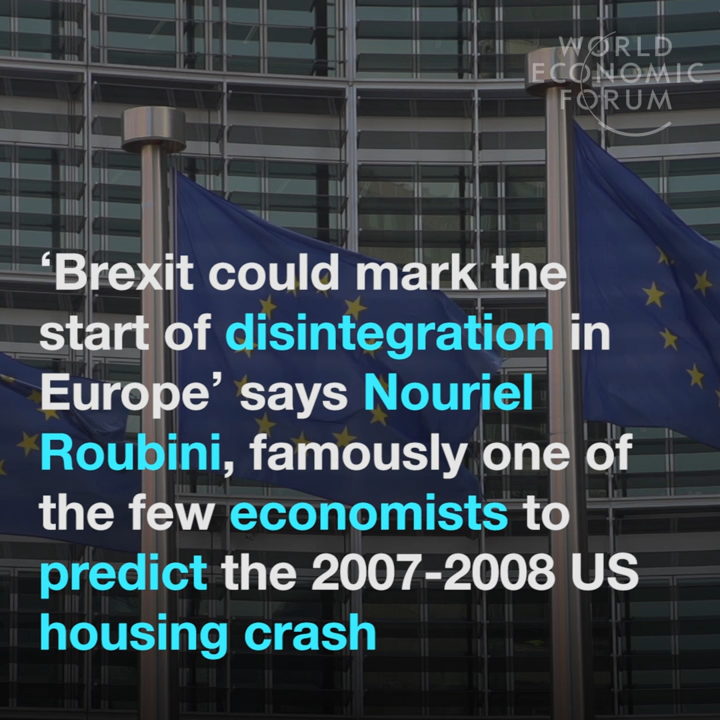 WORLD
ECONOMIC
FORUM
‘Brexit could mark the
start of disintegration in
Europe’ says Nouriel
Roubini, famously one of
the few economists to
predict the 2007-2008 US
housing crash